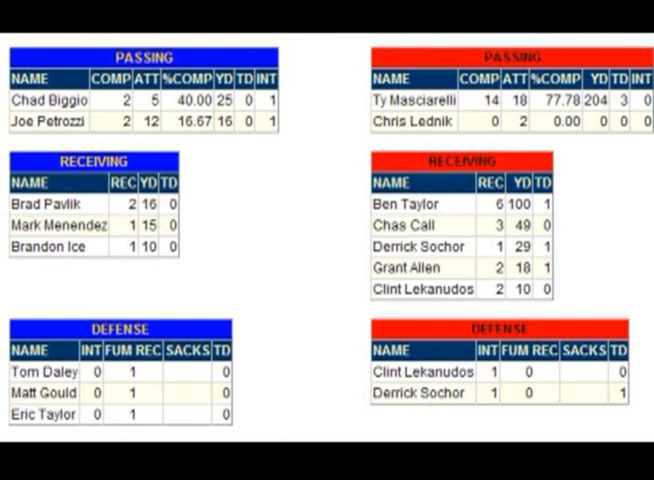 PASSING
NAME COMP ATT %COMP YD TD INT
Chad Biggio 2 5 40.00 25 0 1
Joe Petrozzi 2 12 16.67 16 0 1
RECEIVING
NAME REC YD TD
Brad Pavlik 2 16 0
Mark Menendez 1 15 0
Brandon Ice 1 10 0
DEFENSE
NAME INT FUM REC SACKS TD
Tom Daley 0 1 0
Matt Gould 0 1 0
Eric Taylor 0 1 0
PASSING
NAME COMP ATT %COMP YD TD INT
Ty Masciarelli 14 18 77.78 204 3 0
Chris Lednik 0 2 0.00 0 0 0
RECEIVING
NAME REC YD TD
Ben Taylor 6 100 1
Chas Call 3 49 0
Derrick Sochor 1 29 1
Grant Allen 2 18 1
Clint Lekanudos 2 10 0
DEFENSE
NAME INT FUM REC SACKS TD
Clint Lekanudos 1 0 0
Derrick Sochor 1 0 1